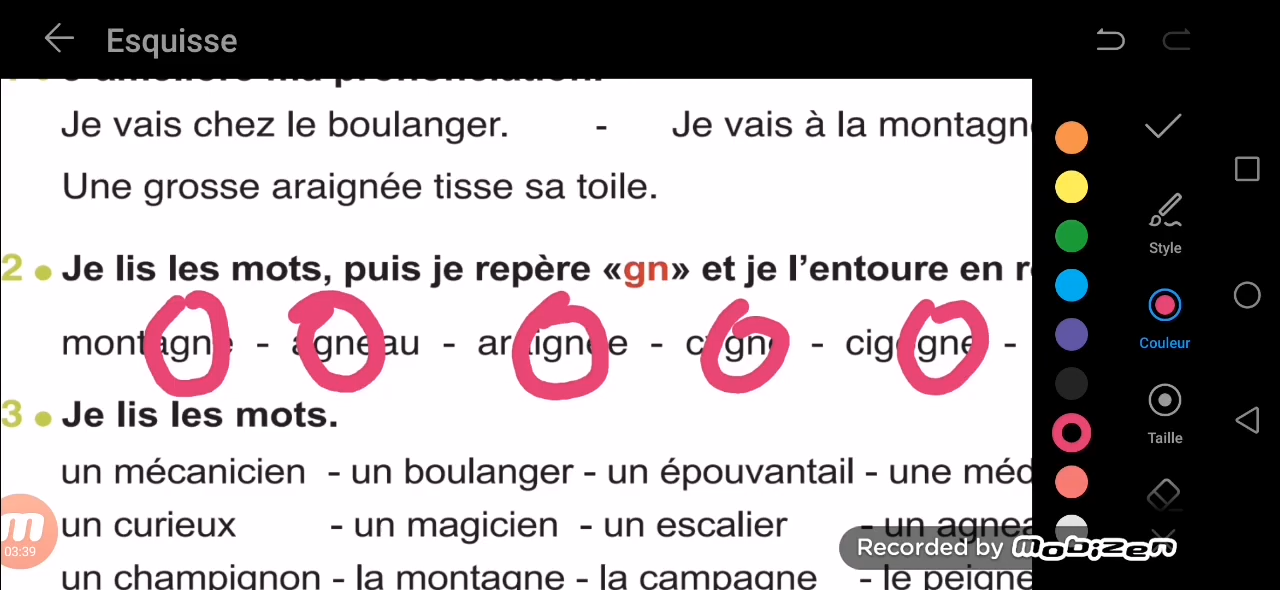 Esquisse
Je vais chez le boulanger. - Je vais à la montagn
Une grosse araignée tisse sa toile.
2 • Je lis les mots, puis je repère «gn» et je l'entoure en r
montagne - agneau - araignée - cygne - cigogne -
Style
Couleur
3 • Je lis les mots.
Taille
un mécanicien - un boulanger - un épouvantail - une méd
un curieux - un magicien - un escalier - un agnea
03:39
Recorded by Mobizen
un champignon - la montagne - la campagne - le peigne